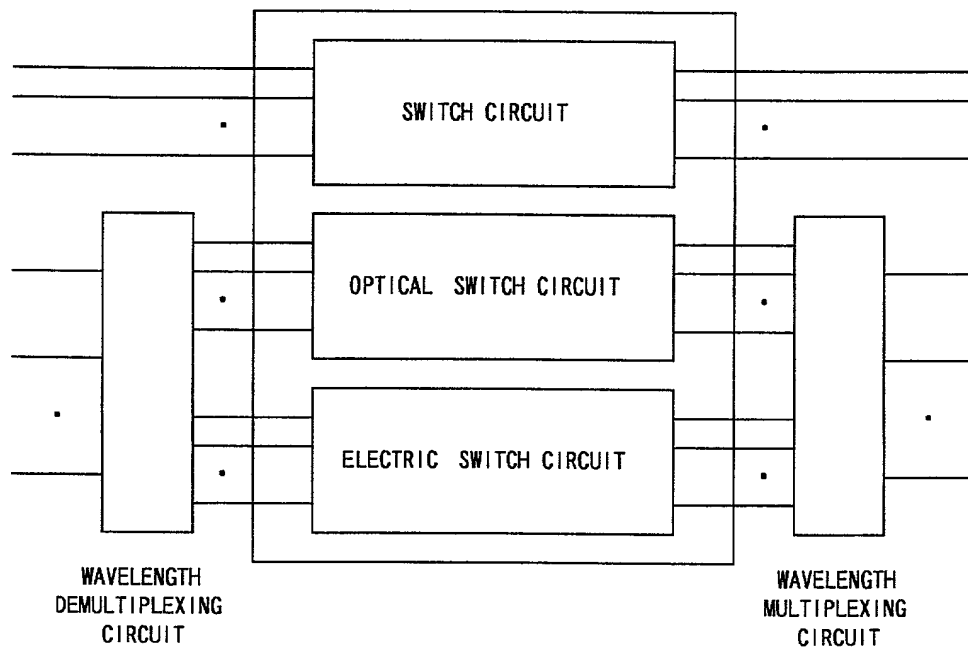 SWITCH CIRCUIT
OPTICAL SWITCH CIRCUIT
ELECTRIC SWITCH CIRCUIT
WAVELENGTH
DEMULTIPLEXING
CIRCUIT
WAVELENGTH
MULTIPLEXING
CIRCUIT